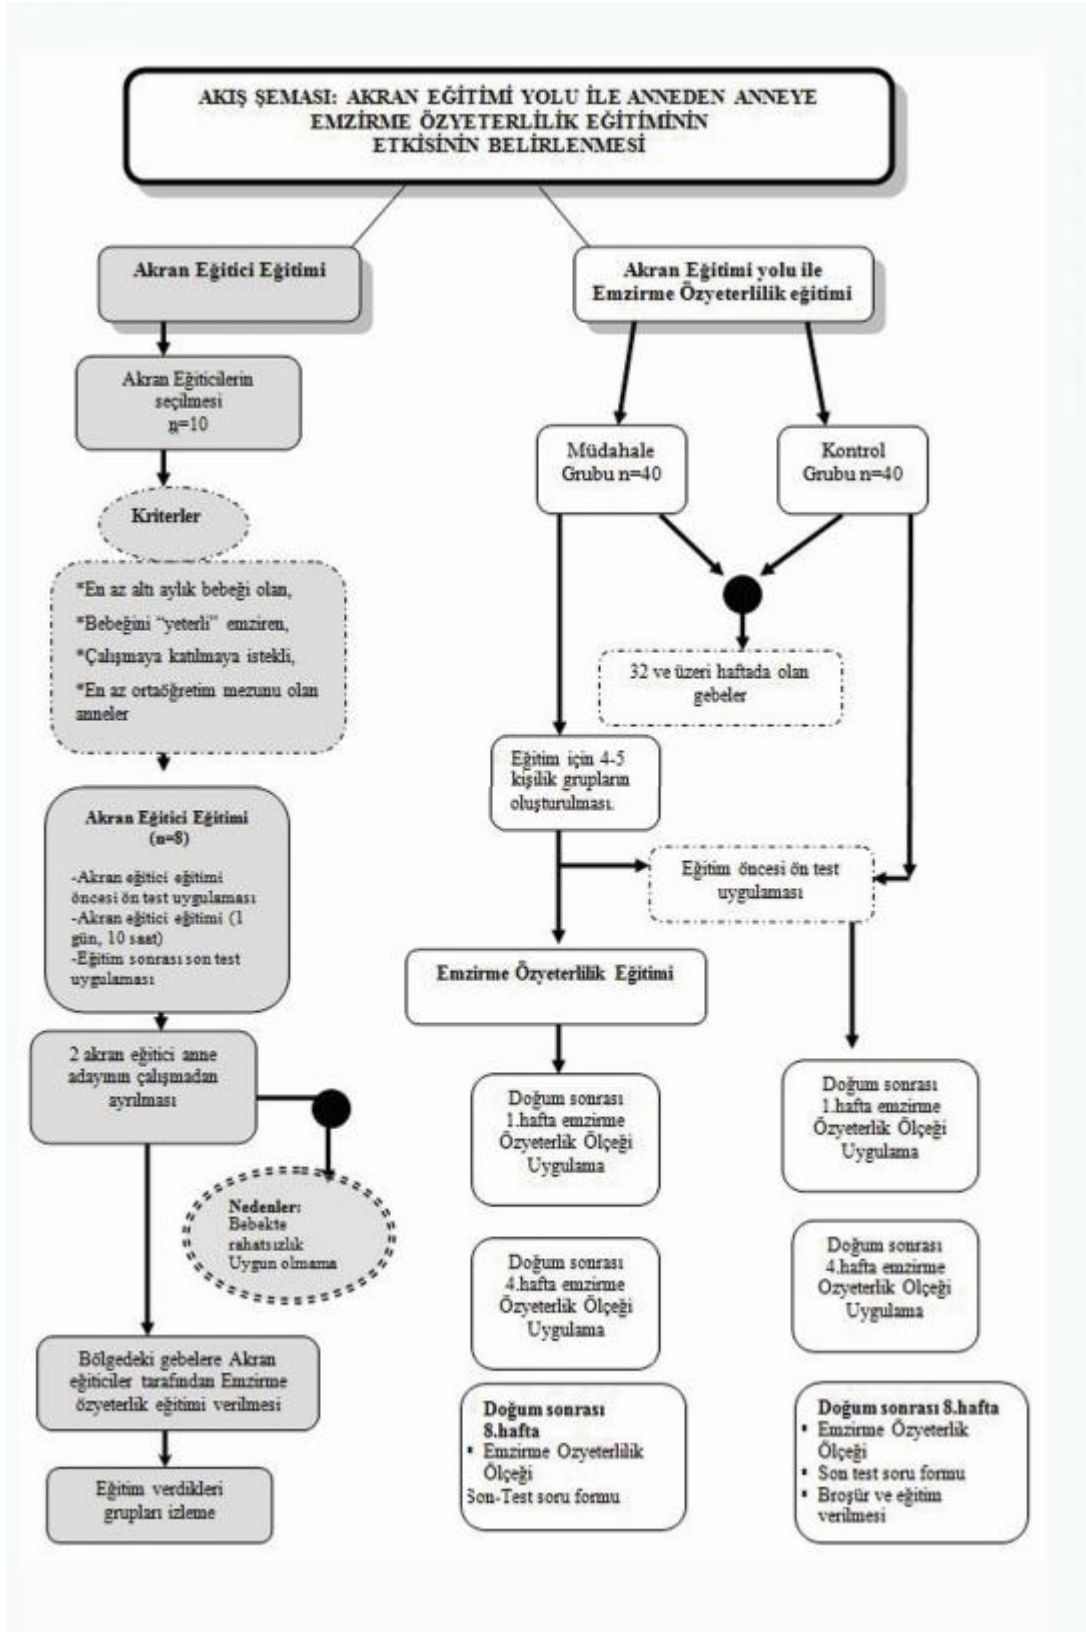 AKIŞ ŞEMASI: AKRAN EĞİTİMİ YOLU İLE ANNEDEN ANNEYE
EMZİRME ÖZYETERLİLİK EĞİTİMİNİN
ETKİSİNİN BELİRLENMESİ
Akran Eğitici Eğitimi
Akran Eğiticilerin
seçilmesi
n=10
Kriterler
*En az altı aylık bebeği olan,
*Bebeğini “yeterli” emziren,
*Çalışmaya katılmaya istekli,
*En az ortaöğretim mezunu olan
anneler
Akran Eğitici Eğitimi
(n=8)
-Akran eğitici eğitimi
öncesi ön test uygulaması
-Akran eğitici eğitimi (1
gün, 10 saat)
-Eğitim sonrası son test
uygulaması
2 akran eğitici anne
adayının çalışmadan
ayrılması
Nedenler:
Bebekte
rahatsızlık
Uygun olmama
Bölgedeki gebelere Akran
eğiticiler tarafından Emzirme
özyeterlik eğitimi verilmesi
Eğitim verdikleri
grupları izleme
Akran Eğitimi yolu ile
Emzirme Özyeterlilik eğitimi
Müdahale
Grubu n=40
Kontrol
Grubu n=40
32 ve üzeri haftada olan
gebeler
Eğitim için 4-5
kişilik grupların
oluşturulması.
Eğitim öncesi ön test
uygulaması
Emzirme Özyeterlilik Eğitimi
Doğum sonrası
1.hafta emzirme
Özyeterlik Ölçeği
Uygulama
Doğum sonrası
4.hafta emzirme
Özyeterlik Ölçeği
Uygulama
Doğum sonrası
8.hafta
▪ Emzirme Ozyeterlilik
Ölçeği
Son-Test soru formu
Doğum sonrası
1.hafta emzirme
Özyeterlik Ölçeği
Uygulama
Doğum sonrası
4.hafta emzirme
Ozyeterlik Olçeği
Uygulama
Doğum sonrası 8.hafta
▪ Emzirme Özyeterlik
Ölçeği
▪ Son test soru formu
▪ Broşür ve eğitim
verilmesi